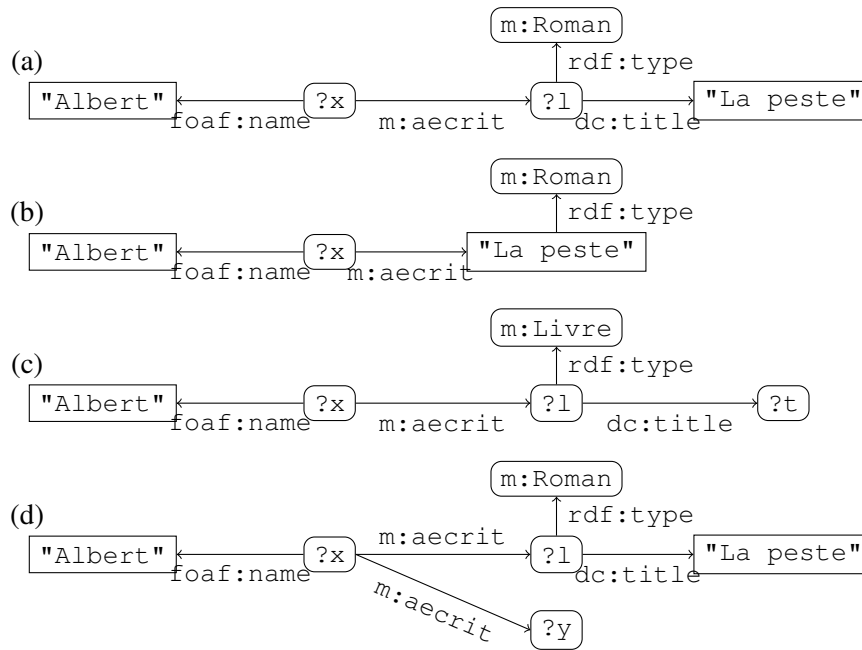 m:Roman
(a) rdf:type
"Albert" ?x ?l "La peste"
foaf:name m:aecrit dc:title
m:Roman
(b) rdf:type
"Albert" ?x "La peste"
foaf:name m:aecrit
m:Livre
(c) rdf:type
"Albert" ?x ?l ?t
foaf:name m:aecrit dc:title
m:Roman
(d) rdf:type
m:aecrit
"Albert" ?x ?l "La peste"
foaf:name dc:title
m:aecrit
?y